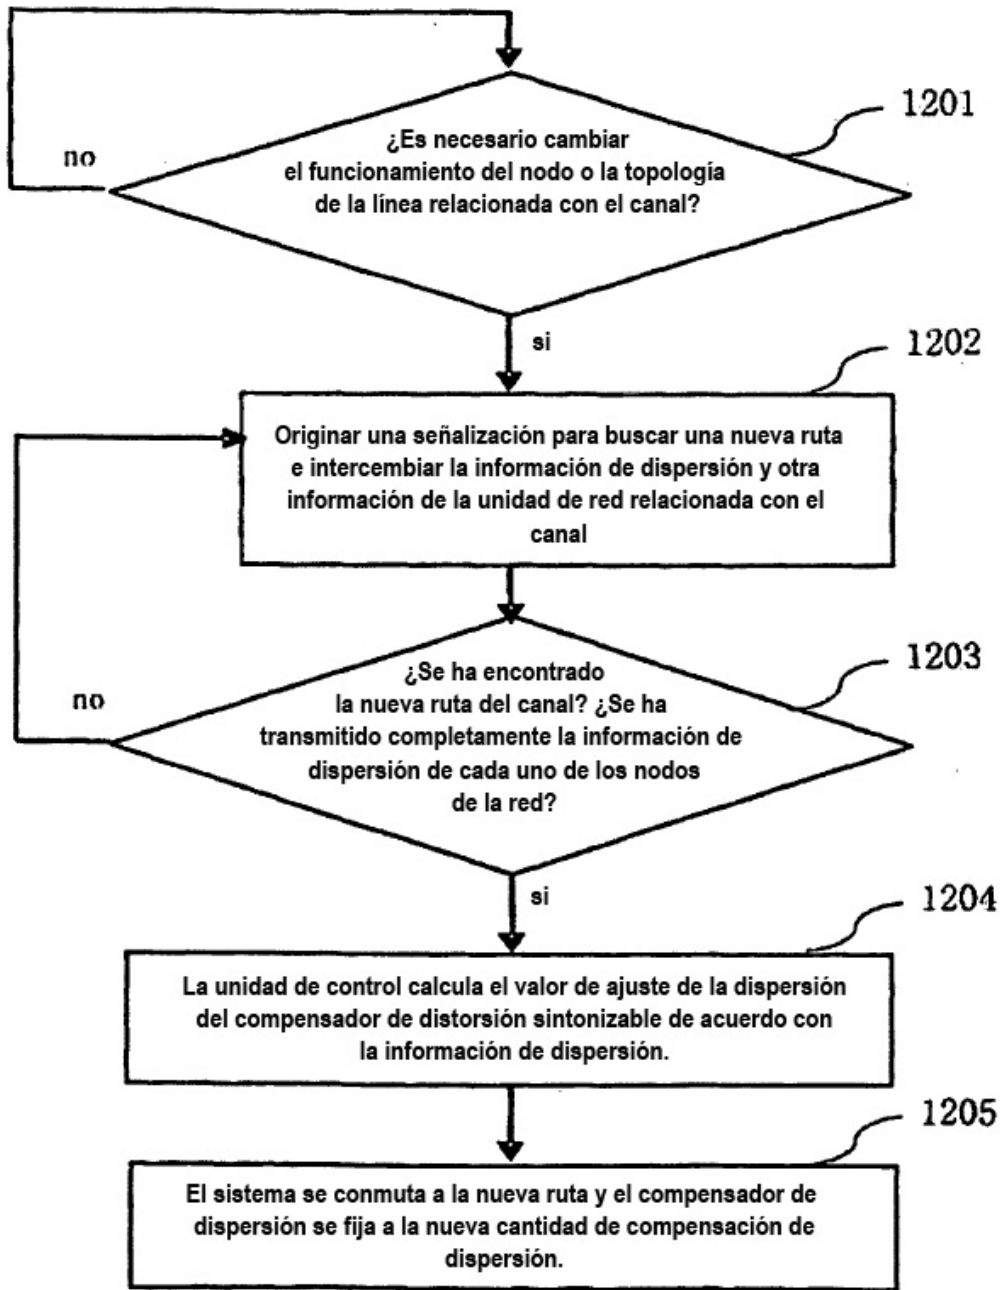 1201
¿Es necesario cambiar
el funcionamiento del nodo o la topología
de la línea relacionada con el canal?
no
si
1202
Originar una señalización para buscar una nueva ruta
e intercembiar la información de dispersión y otra
información de la unidad de red relacionada con el
canal
1203
¿Se ha encontrado
la nueva ruta del canal? ¿Se ha
transmitido completamente la información de
dispersión de cada uno de los nodos
de la red?
no
si
1204
La unidad de control calcula el valor de ajuste de la dispersión
del compensador de distorsión sintonizable de acuerdo con
la información de dispersión.
1205
El sistema se conmuta a la nueva ruta y el compensador de
dispersión se fija a la nueva cantidad de compensación de
dispersión.